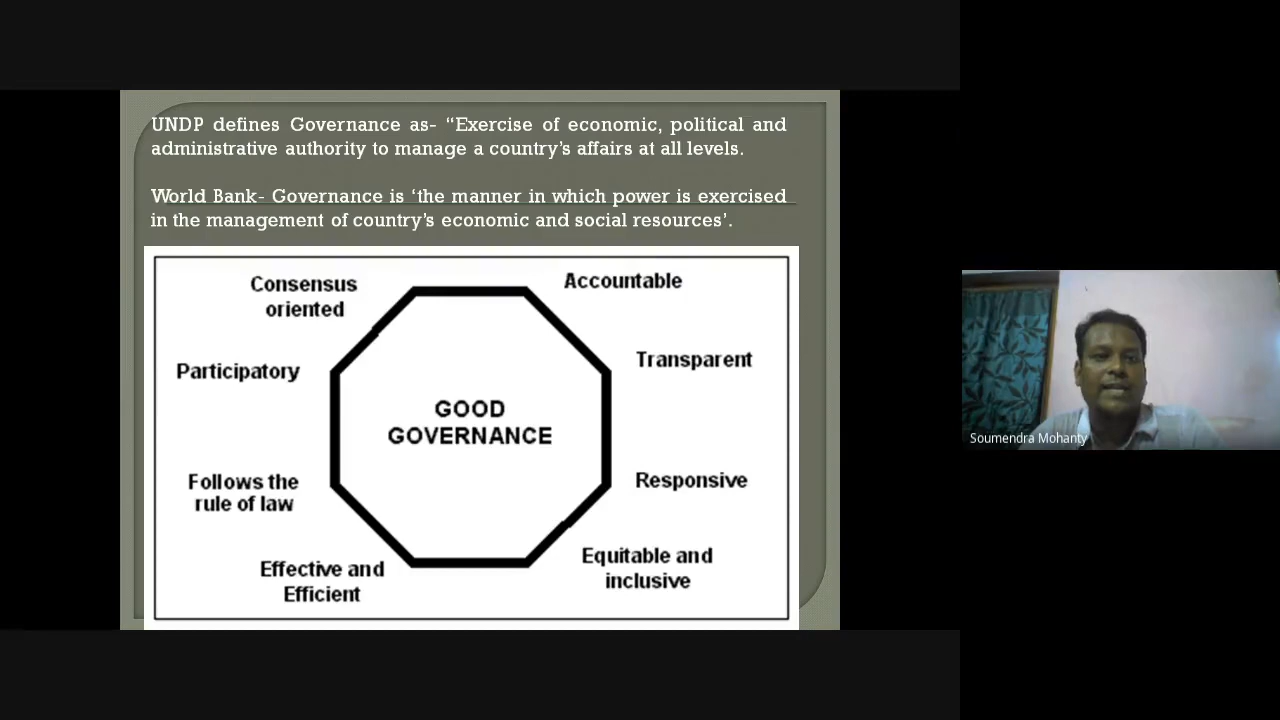 UNDP defines Governance as- “Exercise of economic, political and
administrative authority to manage a country’s affairs at all levels.
World Bank- Governance is ‘the manner in which power is exercised
in the management of country’s economic and social resources’.
Consensus
oriented
Accountable
Participatory
Transparent
GOOD
GOVERNANCE
Follows the
rule of law
Responsive
Effective and
Efficient
Equitable and
inclusive
Soumendra Mohanty